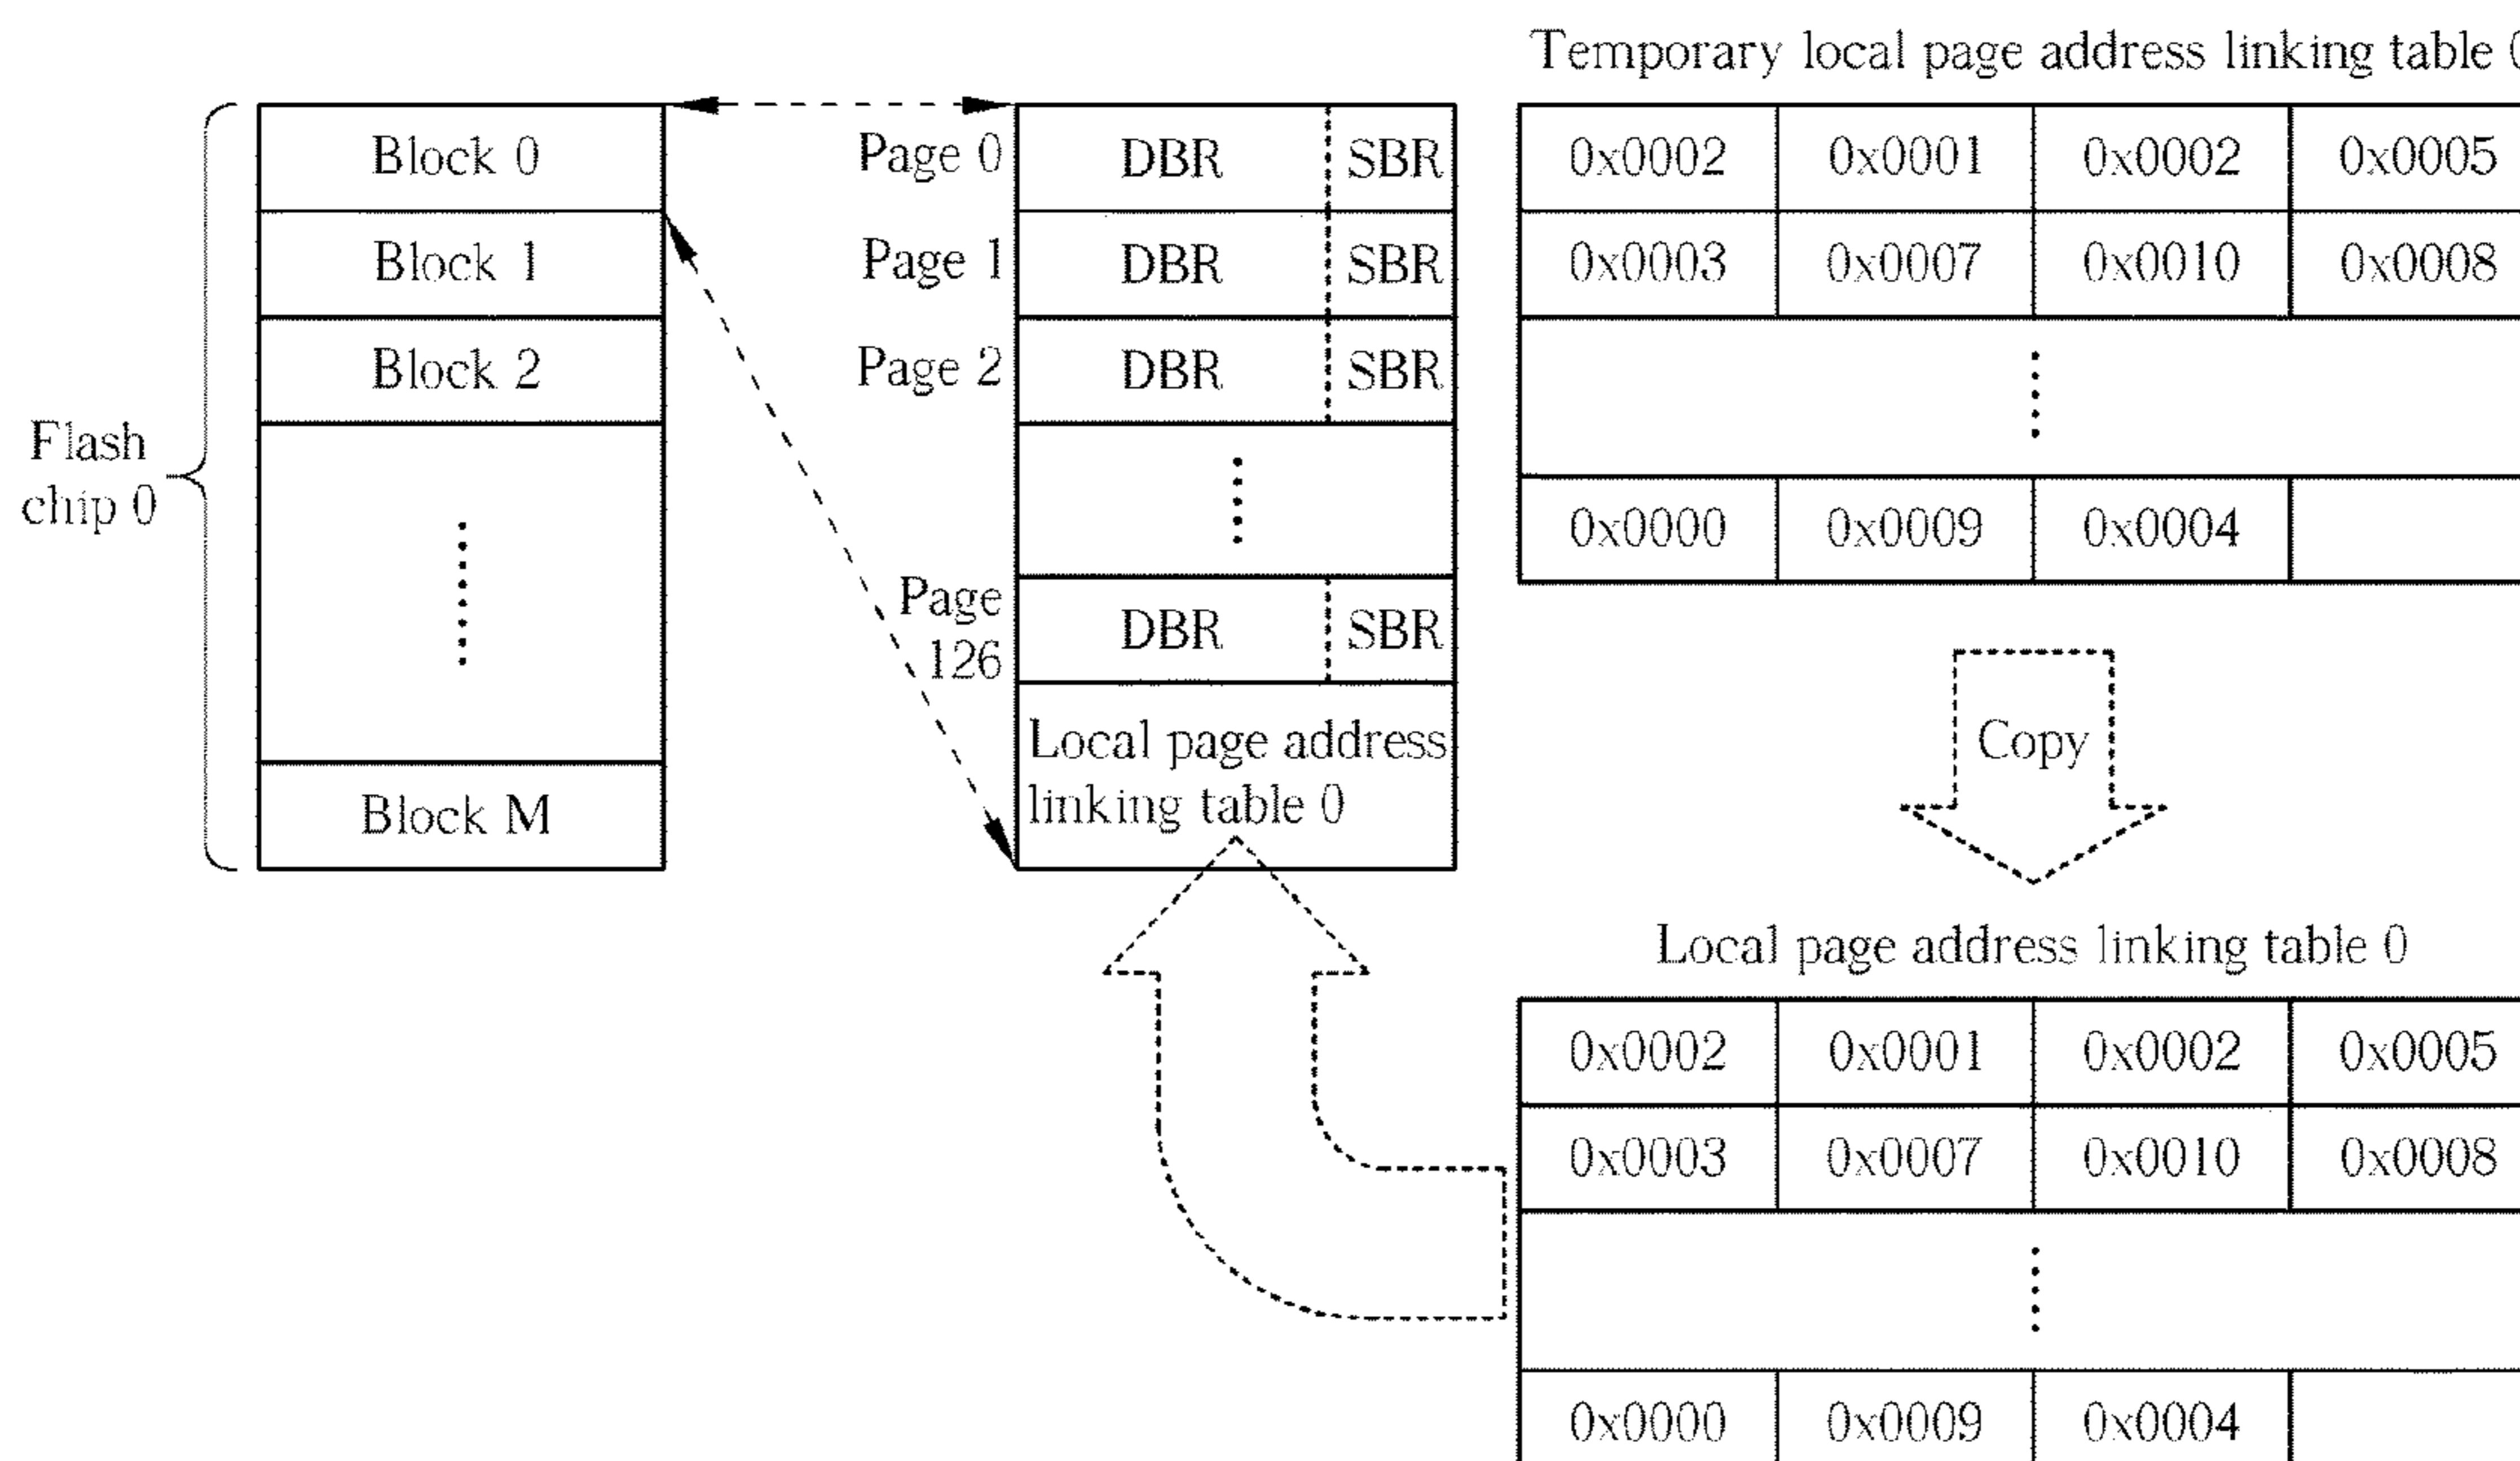 Temporary local page address linking table 0
Flash
chip 0
Block 0
Block 1
Block 2
Block M
Page 0 DBR SBR
Page 1 DBR SBR
Page 2 DBR SBR
Page
126
DBR SBR
Local page address
linking table 0
0x0002 0x0001 0x0002 0x0005
0x0003 0x0007 0x0010 0x0008
0x0000 0x0009 0x0004
Copy
Local page address linking table 0
0x0002 0x0001 0x0002 0x0005
0x0003 0x0007 0x0010 0x0008
0x0000 0x0009 0x0004